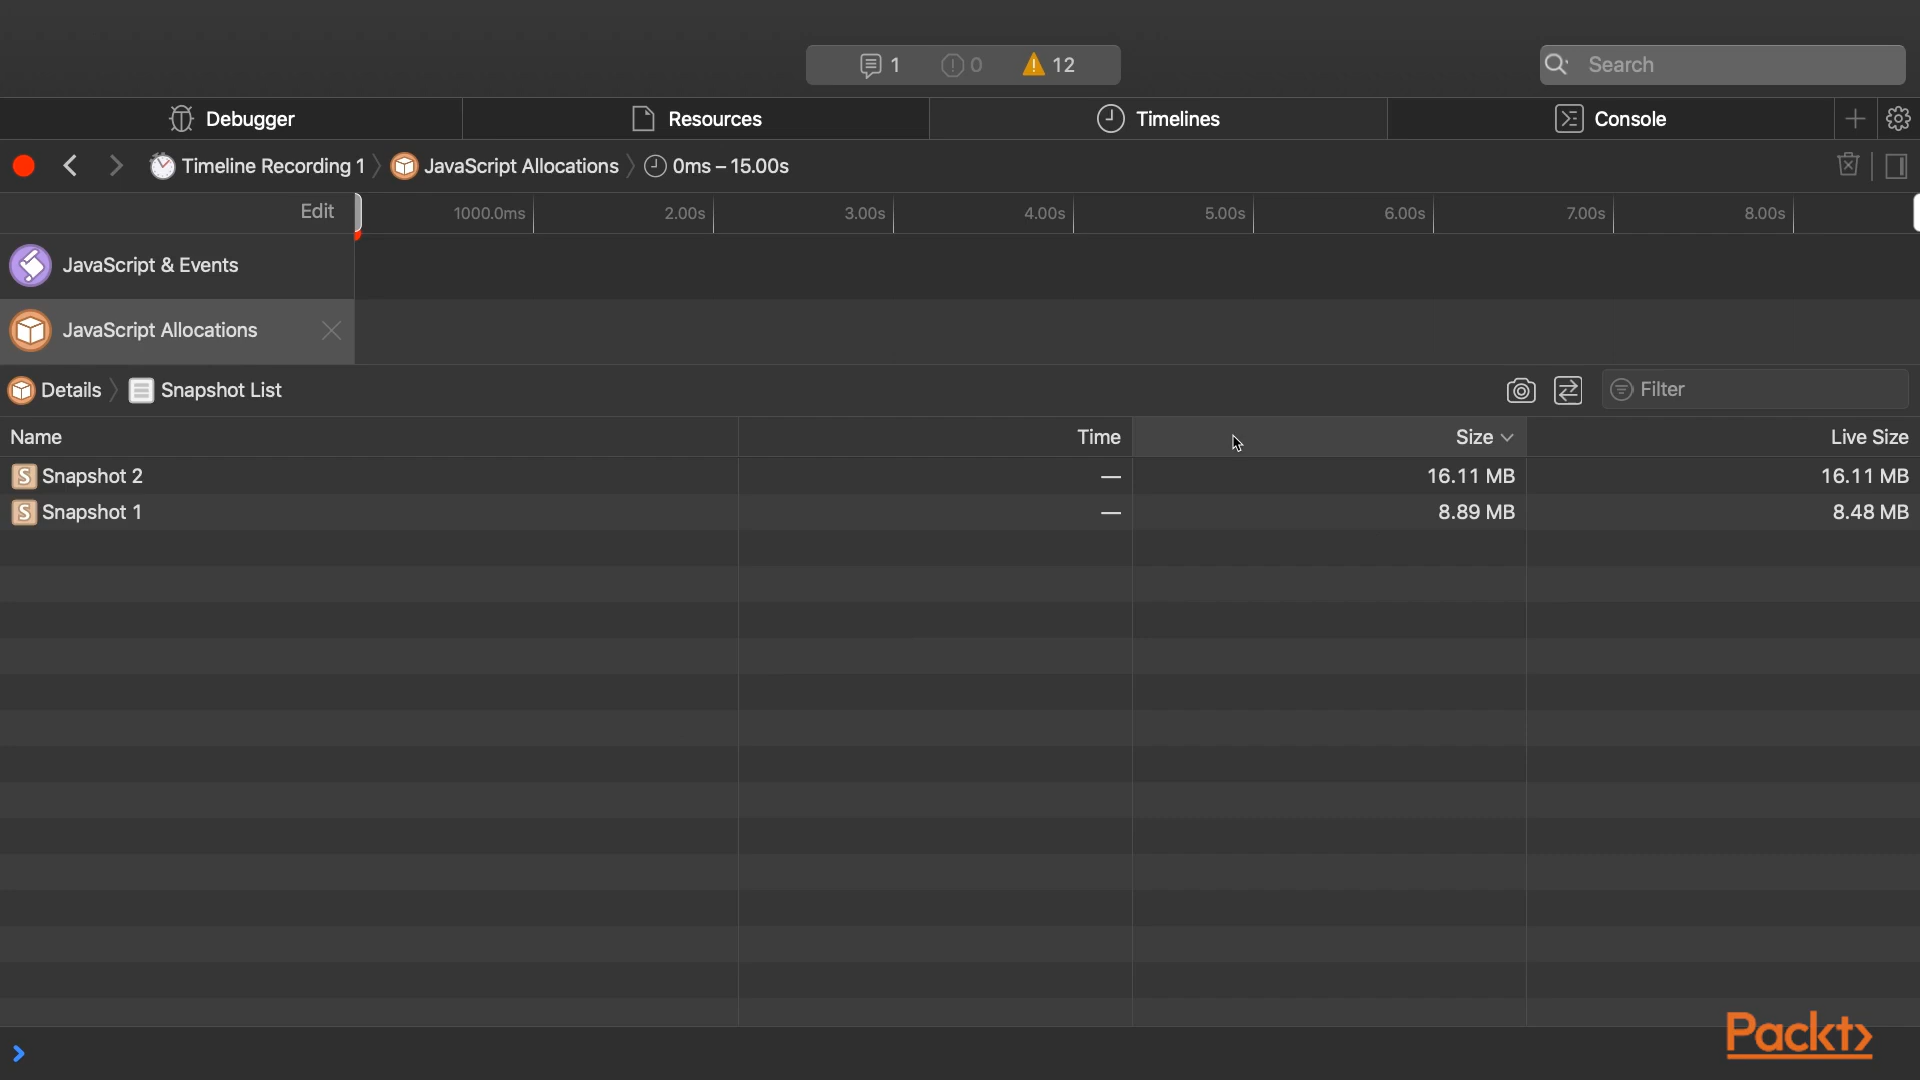 1 0 12 Search
Debugger Resources Timelines Console
Timeline Recording 1 JavaScript Allocations 0ms – 15.00s
Edit 1000.0ms 2.00s 3.00s 4.00s 5.00s 6.00s 7.00s 8.00s
JavaScript & Events
JavaScript Allocations
Details Snapshot List Filter
Name Time Size Live Size
S Snapshot 2 — 16.11 MB 16.11 MB
S Snapshot 1 — 8.89 MB 8.48 MB
Packt>